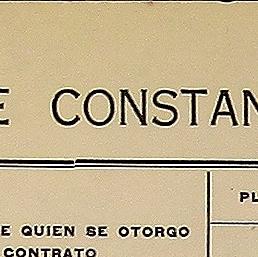 E CONSTAN
PL
E QUIEN SE OTORGO
CONTRATO